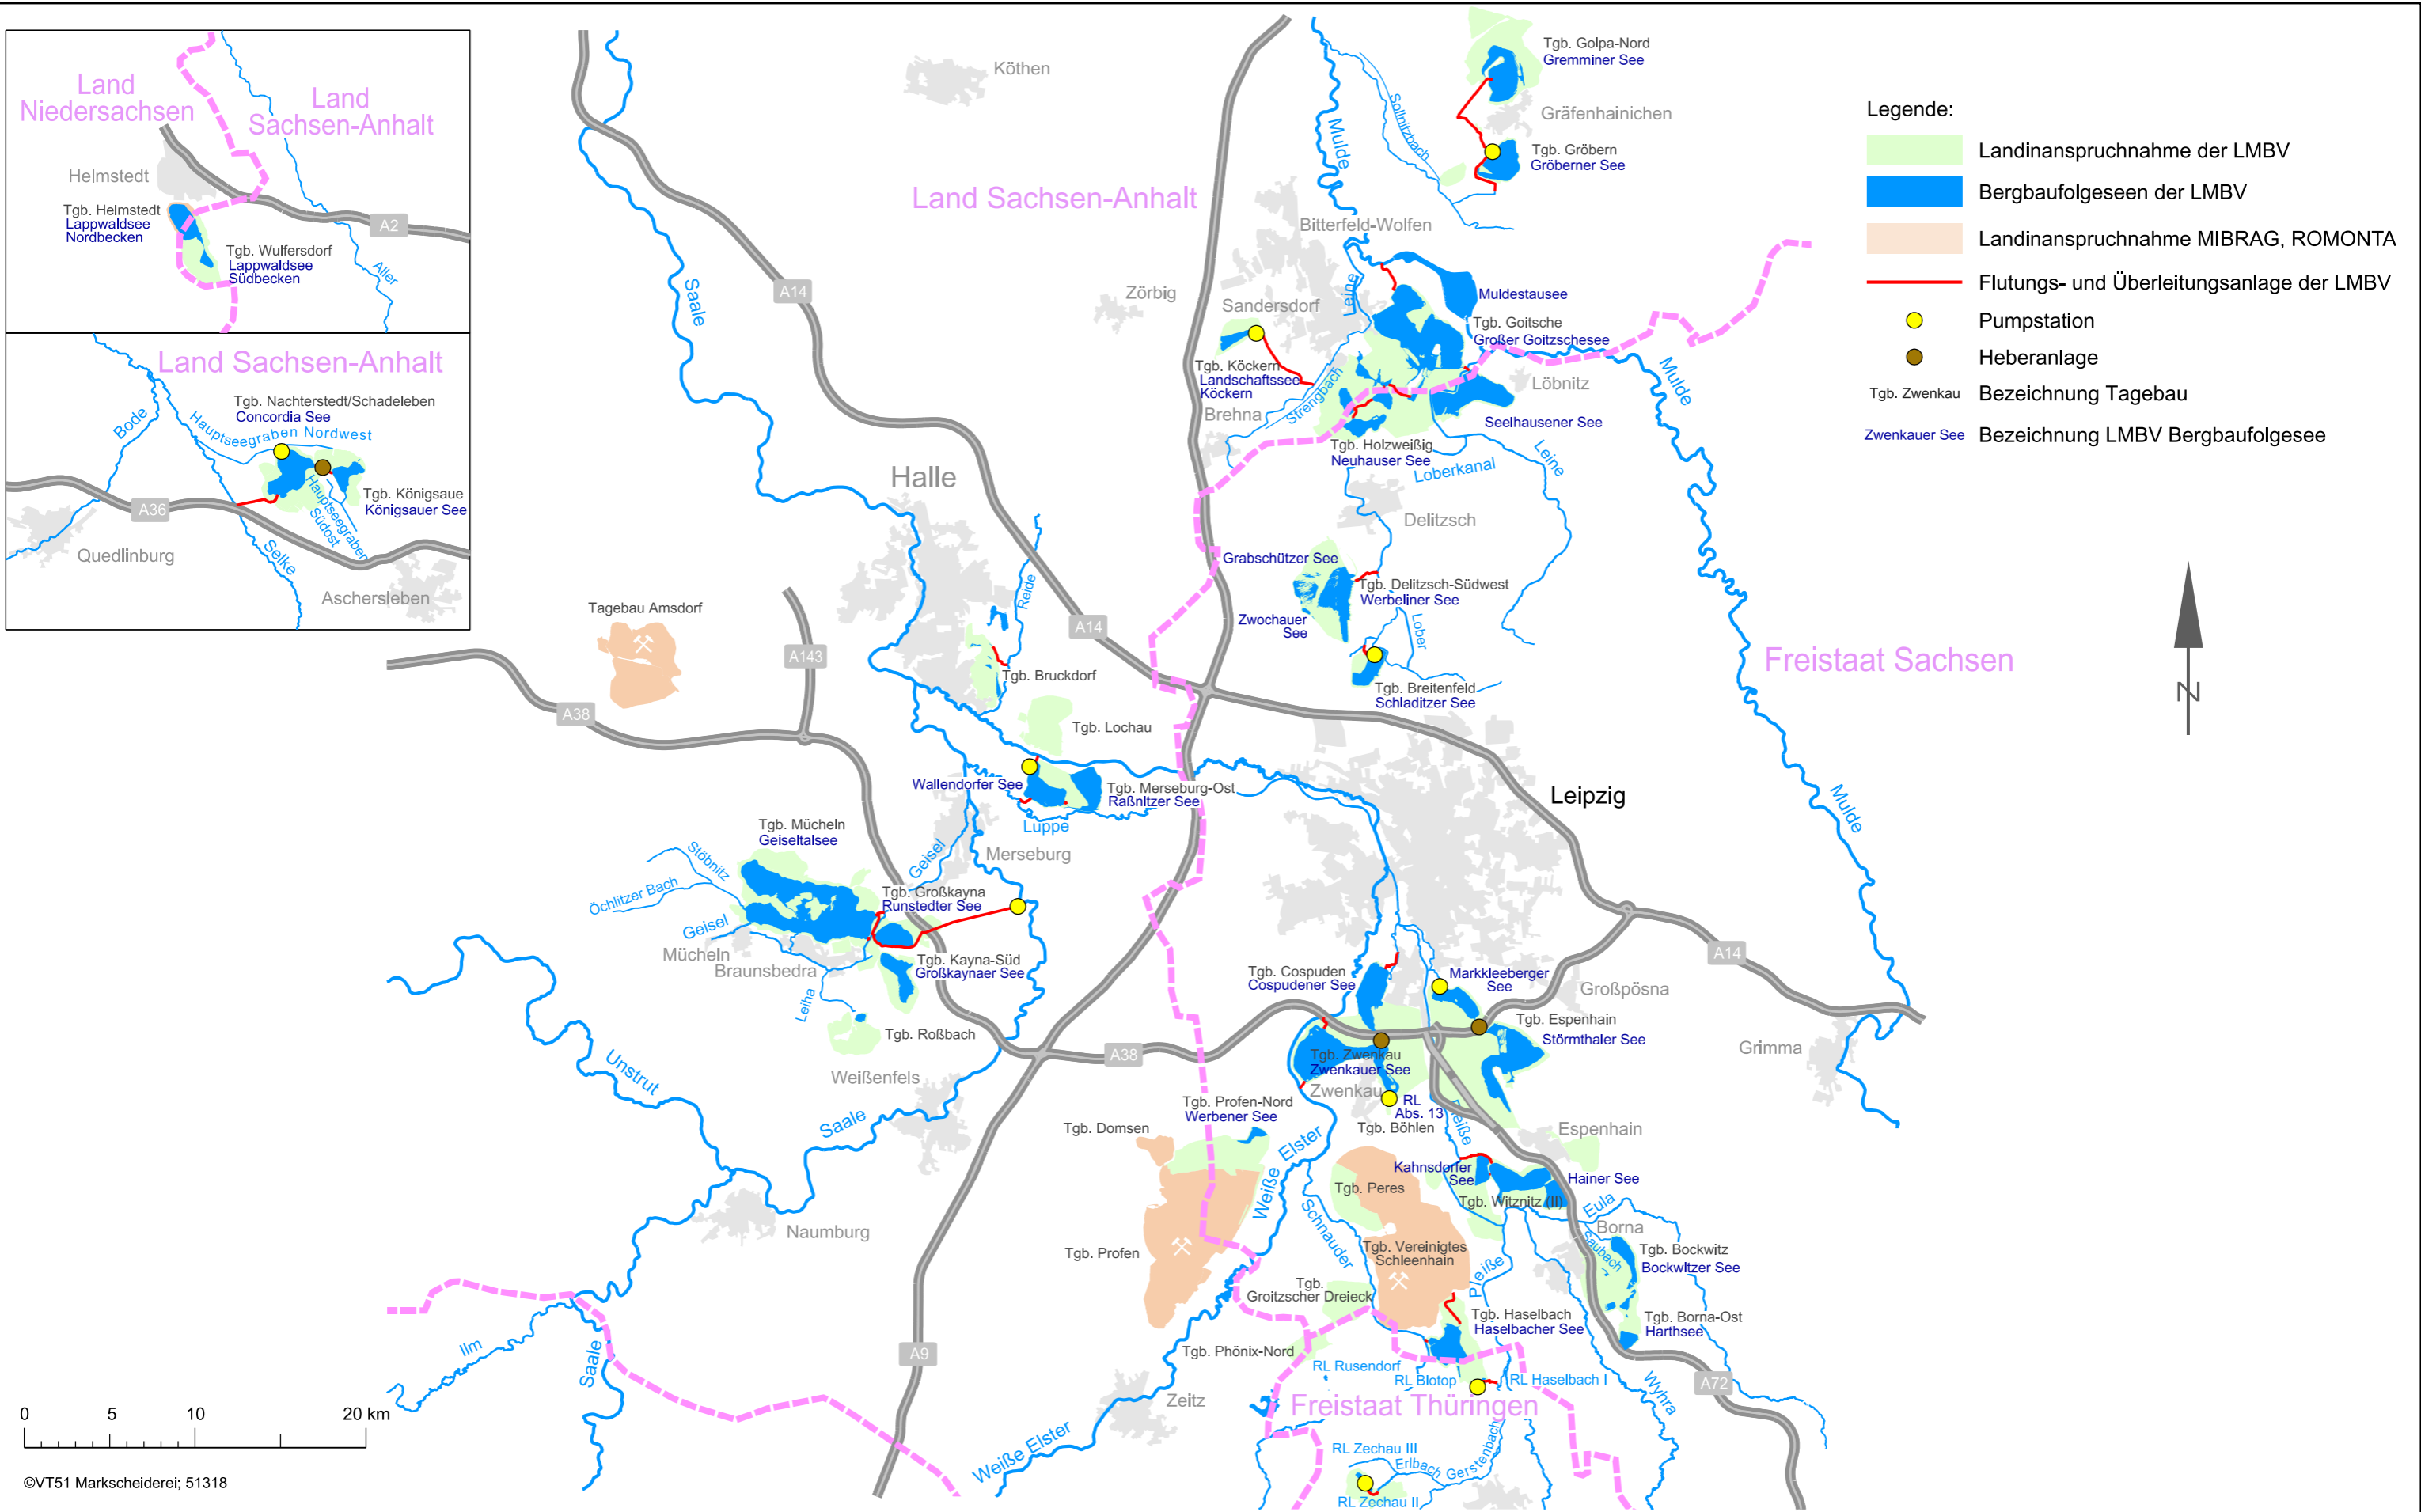 Land
Niedersachsen
Land
Sachsen-Anhalt
Helmstedt
Tgb. Helmstedt
Lappwaldsee
Nordbecken
A2
Tgb. Wulfersdorf
Lappwaldsee
Südbecken
Aller
Land Sachsen-Anhalt
Tgb. Nachterstedt/Schadeleben
Concordia See
Bode
Hauptseegraben Nordwest
Tgb. Königsaue
Königsauer See
A36
Hauptseegraben
Südost
Quedlinburg
Selke
Aschersleben
Köthen
Tgb. Golpa-Nord
Gremminer See
Sollnitzbach
Mulde
Gräfenhainichen
Tgb. Gröbern
Gröberner See
Land Sachsen-Anhalt
Bitterfeld-Wolfen
Saale
A14
Zörbig
Leine
Sandersdorf
Muldestausee
Tgb. Goitsche
Großer Goitzschesee
Tgb. Köckern
Landschaftssee
Köckern
Strengbach
Löbnitz
Mulde
Brehna
Seelhausener See
Tgb. Holzweißig
Neuhauser See
Loberkanal
Leine
Halle
Delitzsch
Grabschützer See
Tgb. Delitzsch-Südwest
Werbeliner See
Reide
Tagebau Amsdorf
Zwochauer
See
Lober
A14
A143
Freistaat Sachsen
Tgb. Bruckdorf
Tgb. Breitenfeld
Schladitzer See
A38
Tgb. Lochau
Wallendorfer See
Tgb. Merseburg-Ost
Raßnitzer See
Leipzig
Luppe
Mulde
Tgb. Mücheln
Geiseltalsee
Stöbnitz
Geisel
Merseburg
Öchlitzer Bach
Tgb. Großkayna
Runstedter See
Geisel
Mücheln
Braunsbedra
Tgb. Kayna-Süd
Großkaynaer See
Leiha
Tgb. Roßbach
A14
Tgb. Cospuden
Cospudener See
Markkleeberger
See
Großpösna
Tgb. Espenhain
Störmthaler See
Grimma
A38
Tgb. Zwenkau
Zwenkauer See
Zwenkau
RL
Abs. 13
Tgb. Böhlen
Pleiße
Unstrut
Weißenfels
Saale
Tgb. Profen-Nord
Werbener See
Tgb. Domsen
Weiße Elster
Espenhain
Kahnsdorfer
See
Hainer See
Tgb. Witznitz (II)
Tgb. Peres
Eula
Borna
Schnauder
Naumburg
Tgb. Profen
Tgb. Vereinigtes
Schleenhain
Pleiße
Saubach
Tgb. Bockwitz
Bockwitzer See
Tgb.
Groitzscher Dreieck
Tgb. Haselbach
Haselbacher See
Tgb. Borna-Ost
Harthsee
Ilm
Saale
A9
Tgb. Phönix-Nord
RL Rusendorf
RL Biotop
RL Haselbach I
A72
Wyhra
Zeitz
Freistaat Thüringen
Weiße Elster
RL Zechau III
Erlbach
Gerstenbach
RL Zechau II
Legende:
Landinanspruchnahme der LMBV
Bergbaufolgeseen der LMBV
Landinanspruchnahme MIBRAG, ROMONTA
Flutungs- und Überleitungsanlage der LMBV
Pumpstation
Heberanlage
Tgb. Zwenkau Bezeichnung Tagebau
Zwenkauer See Bezeichnung LMBV Bergbaufolgesee
N
0 5 10 20 km
©VT51 Markscheiderei; 51318